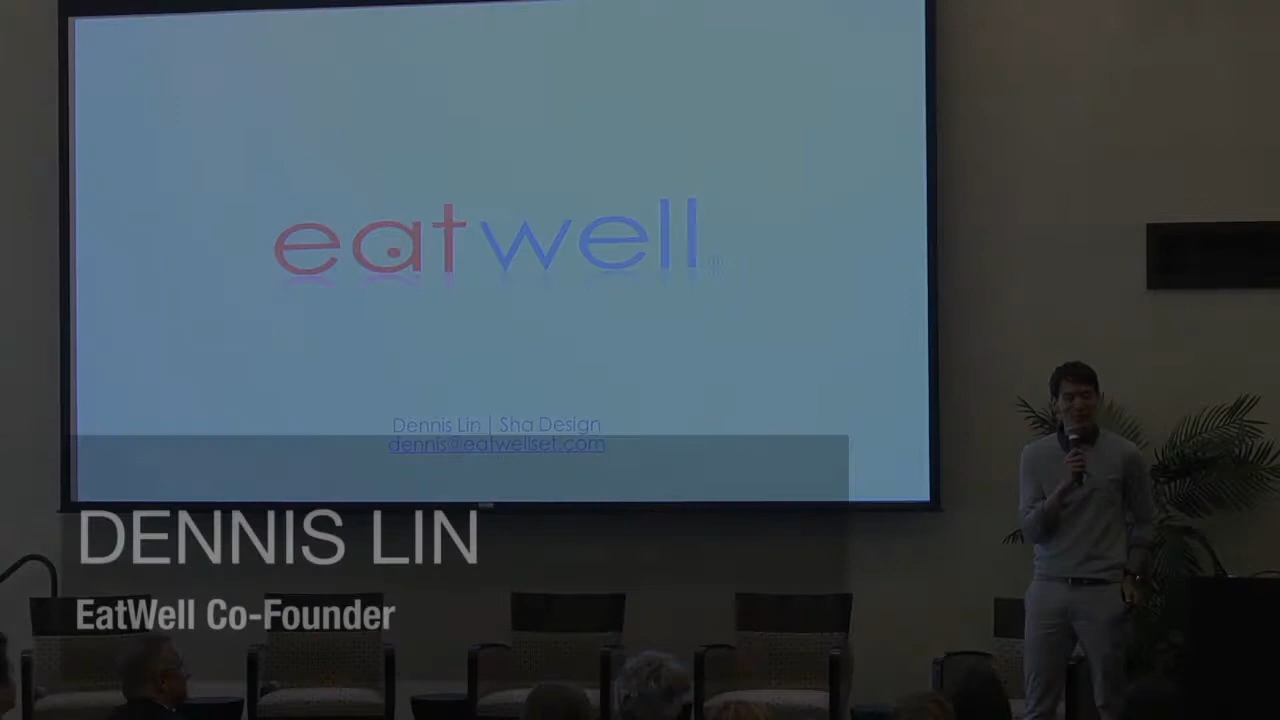 eatwell
Dennis Lin | Sha Design
dennis@eatwellset.com
DENNIS LIN
EatWell Co-Founder